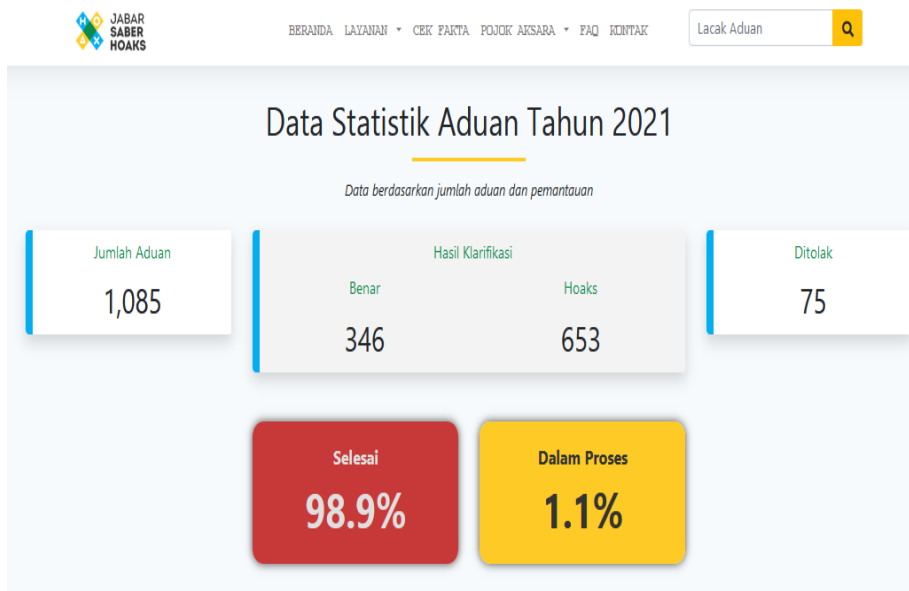 JABAR
SABER
HOAKS
BERANDA LAYANAN CEK FAKTA POJOK AKSARA FAQ KONTAK
Lacak Aduan
Data Statistik Aduan Tahun 2021
Data berdasarkan jumlah aduan dan pemantauan
Jumlah Aduan
1,085
Hasil Klarifikasi
Benar Hoaks
346 653
Ditolak
75
Selesai
98.9%
Dalam Proses
1.1%